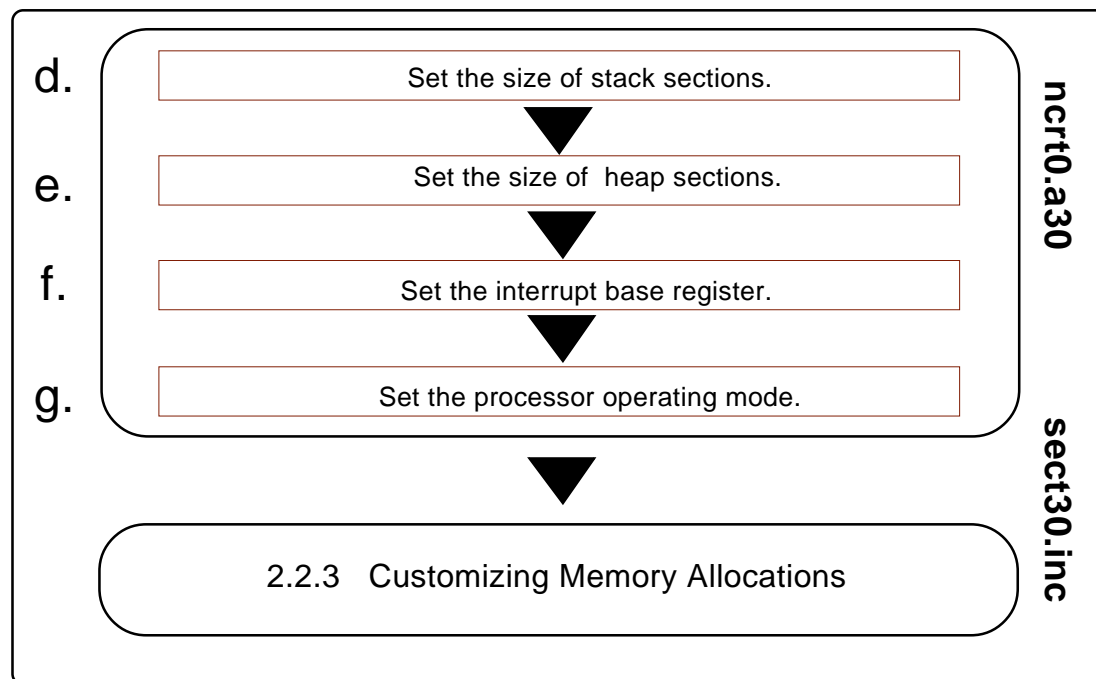 d.
Set the size of stack sections.
e.
Set the size of  heap sections.
f.
Set the interrupt base register.
g.
Set the processor operating mode.
ncrt0.a30
2.2.3   Customizing Memory Allocations
sect30.inc